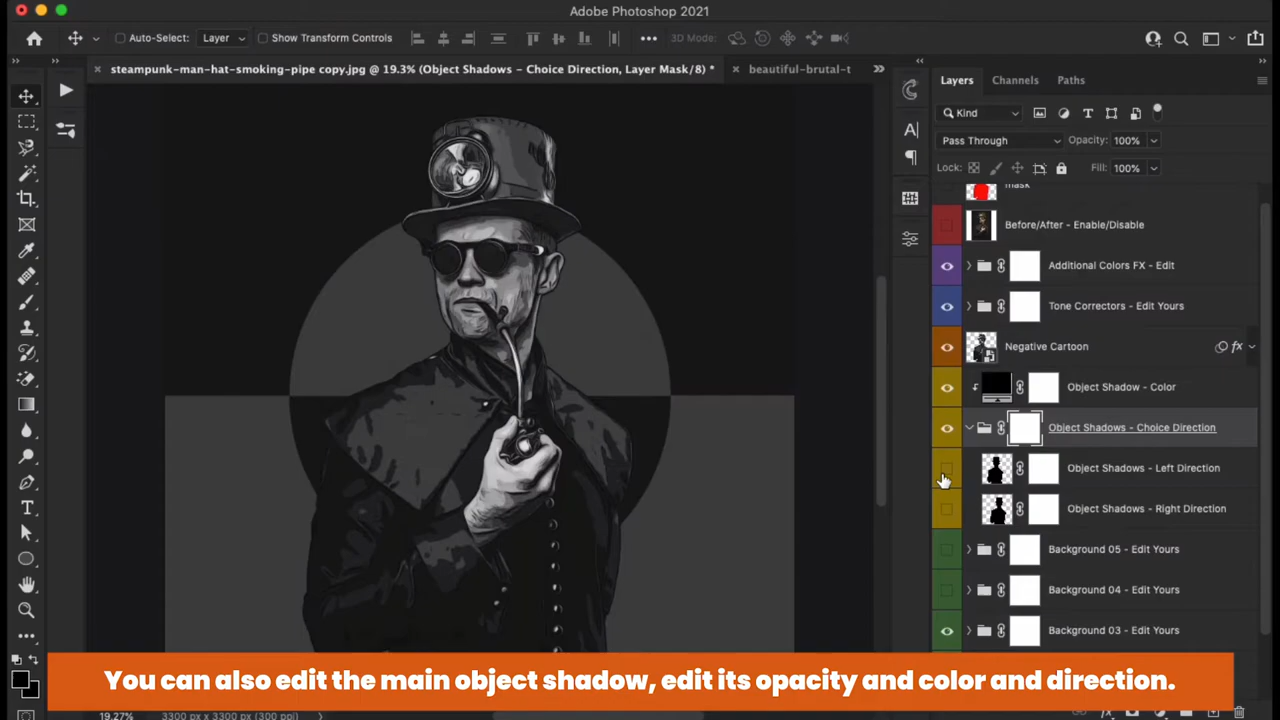 Adobe Photoshop 2021
Auto-Select: Layer Show Transform Controls 3D Mode:
steampunk-man-hat-smoking-pipe copy.jpg @ 19.3% (Object Shadows – Choice Direction, Layer Mask/8) *
beautiful-brutal-t
Layers Channels Paths
Kind
Pass Through Opacity: 100%
Lock: Fill: 100%
mask
Before/After - Enable/Disable
Additional Colors FX - Edit
Tone Correctors - Edit Yours
Negative Cartoon
Object Shadow - Color
Object Shadows - Choice Direction
Object Shadows - Left Direction
Object Shadows - Right Direction
Background 05 - Edit Yours
Background 04 - Edit Yours
Background 03 - Edit Yours
You can also edit the main object shadow, edit its opacity and color and direction.
19.27% 3300 px x 3300 px (300 ppi)